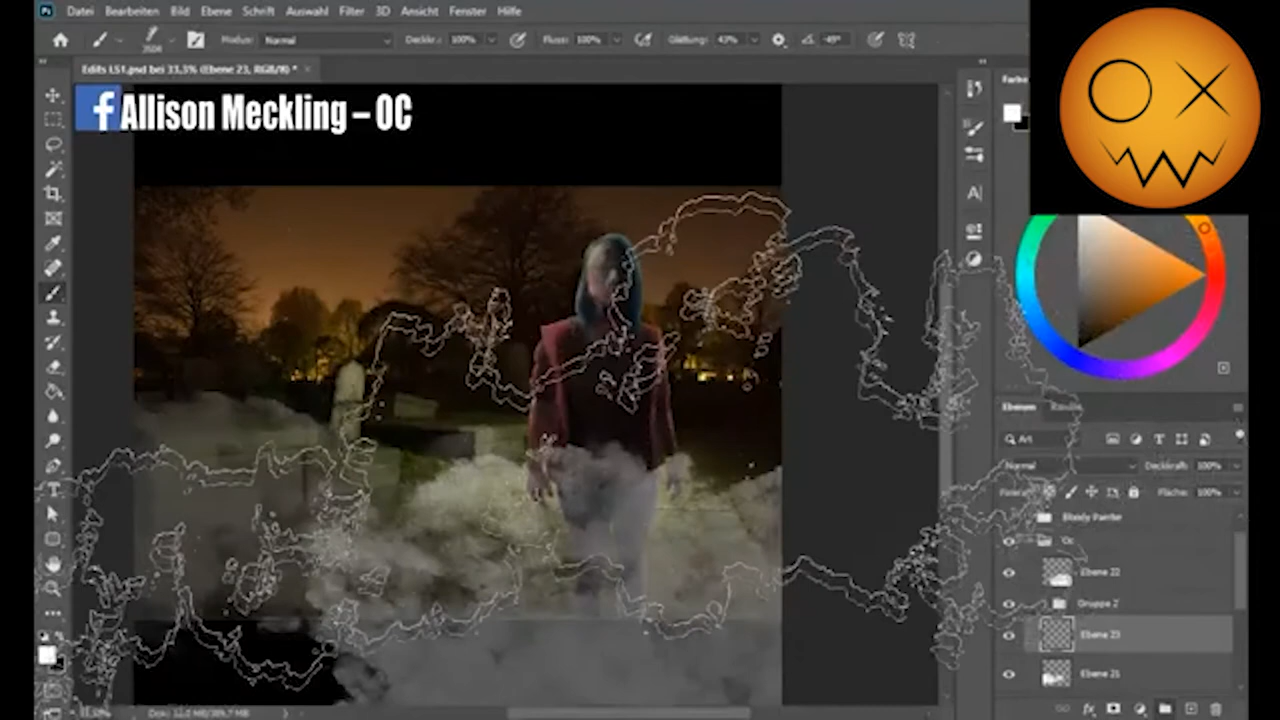 Datei Bearbeiten Bild Ebene Schrift Auswahl Filter 3D Ansicht Fenster Hilfe
Modus: Normal Deckkr.: 100% Fluss: 100% Glättung: 43%
Edits LS1.psd bei 33,3% (Ebene 23, RGB/8) *
f Allison Meckling – OC
Farbe
Ebenen
Art
Normal Deckkraft: 100%
Fläche: 100%
Bloody Painter
Oc
Ebene 22
Gruppe 2
Ebene 23
Ebene 21